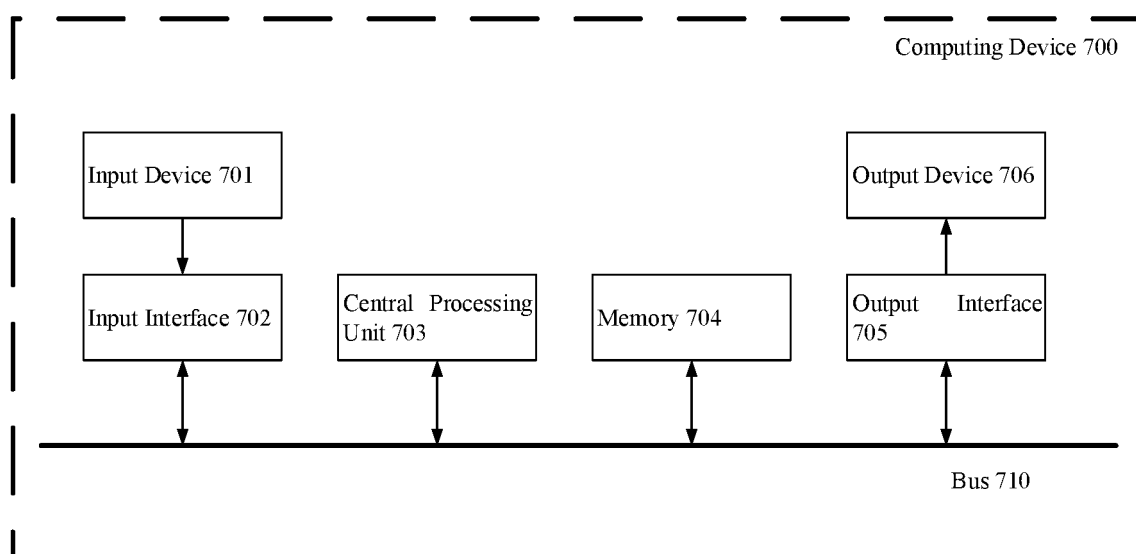 Computing Device 700
Input Device 701
Output Device 706
Input Interface 702
Central Processing
Unit 703
Memory 704
Output Interface
705
Bus 710